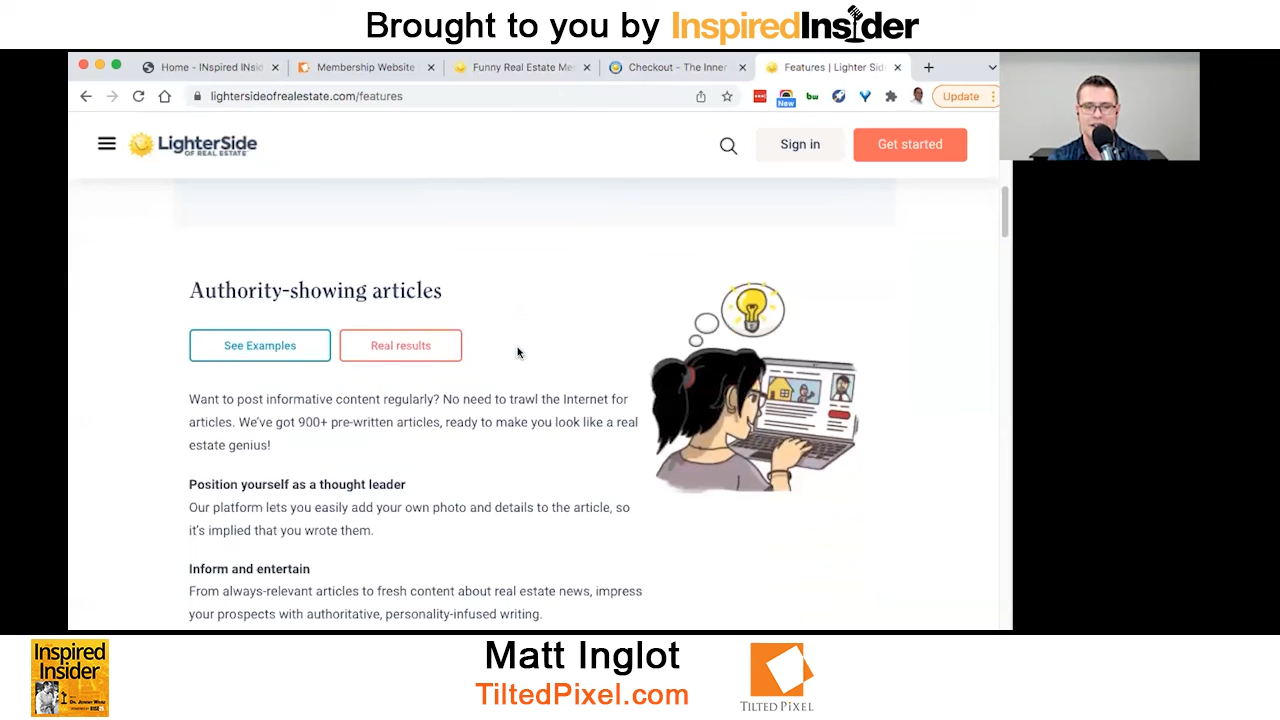 Brought to you by InspiredInsider
Home - INspired INsid
Membership Website
Funny Real Estate Me
Checkout - The Inner
Features | Lighter Sid
lightersideofrealestate.com/features
New
bw
Update
LighterSide
OF REAL ESTATE
Sign in
Get started
Authority-showing articles
See Examples
Real results
Want to post informative content regularly? No need to trawl the Internet for
articles. We've got 900+ pre-written articles, ready to make you look like a real
estate genius!
Position yourself as a thought leader
Our platform lets you easily add your own photo and details to the article, so
it's implied that you wrote them.
Inform and entertain
From always-relevant articles to fresh content about real estate news, impress
your prospects with authoritative, personality-infused writing.
Inspired
Insider
Matt Inglot
TiltedPixel.com
TILTED PIXEL